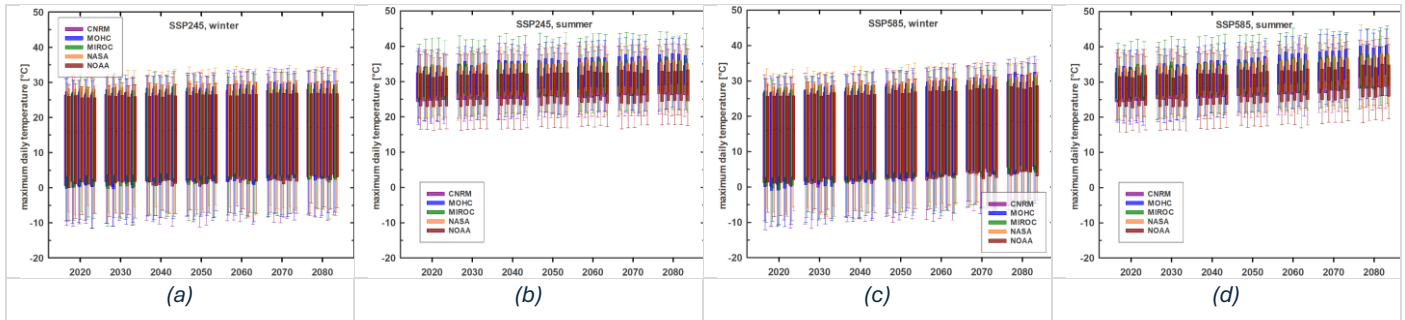 SSP245, winter
CNRM
MOHC
MIROC
NASA
NOAA
maximum daily temperature [°C]
50
40
30
20
10
0
-10
-20
2020 2030 2040 2050 2060 2070 2080
(a)
SSP245, summer
CNRM
MOHC
MIROC
NASA
NOAA
maximum daily temperature [°C]
50
40
30
20
10
0
-10
-20
2020 2030 2040 2050 2060 2070 2080
(b)
SSP585, winter
CNRM
MOHC
MIROC
NASA
NOAA
maximum daily temperature [°C]
50
40
30
20
10
0
-10
-20
2020 2030 2040 2050 2060 2070 2080
(c)
SSP585, summer
CNRM
MOHC
MIROC
NASA
NOAA
maximum daily temperature [°C]
50
40
30
20
10
0
-10
-20
2020 2030 2040 2050 2060 2070 2080
(d)